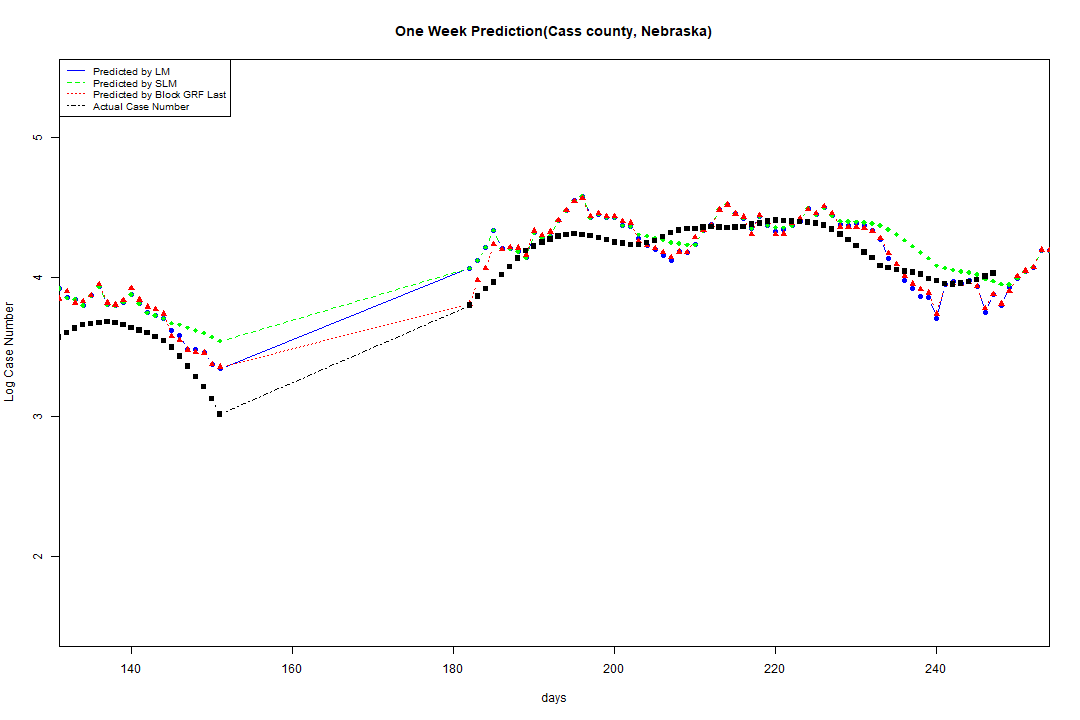 One Week Prediction(Cass county, Nebraska)
Predicted by LM
Predicted by SLM
Predicted by Block GRF Last
Actual Case Number
5
4
3
2
Log Case Number
140 160 180 200 220 240
days